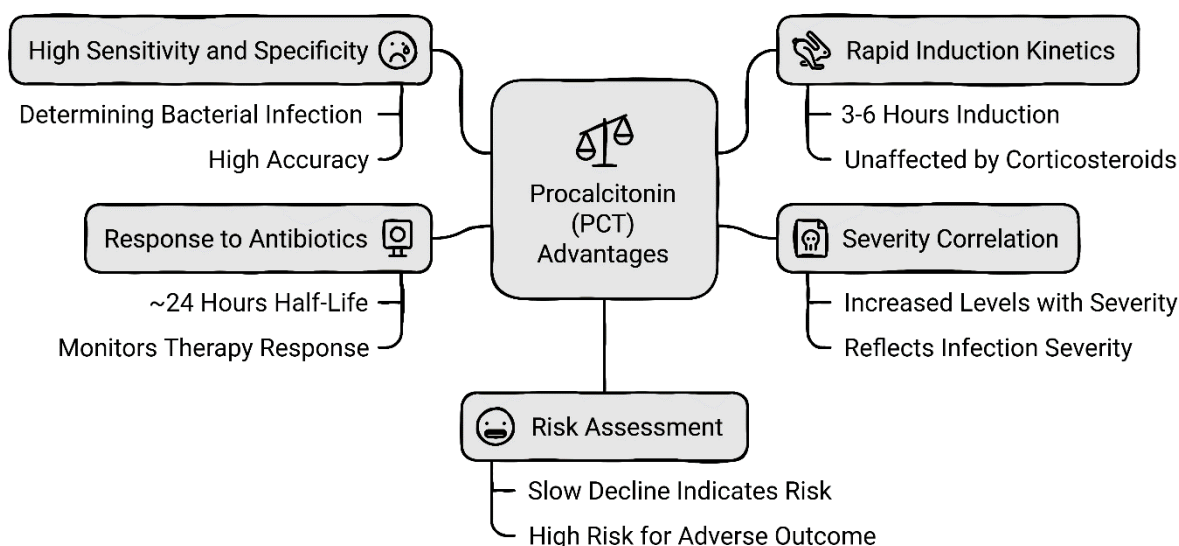 High Sensitivity and Specificity
Determining Bacterial Infection
High Accuracy
Response to Antibiotics
~24 Hours Half-Life
Monitors Therapy Response
Procalcitonin
(PCT)
Advantages
Rapid Induction Kinetics
3-6 Hours Induction
Unaffected by Corticosteroids
Severity Correlation
Increased Levels with Severity
Reflects Infection Severity
Risk Assessment
Slow Decline Indicates Risk
High Risk for Adverse Outcome